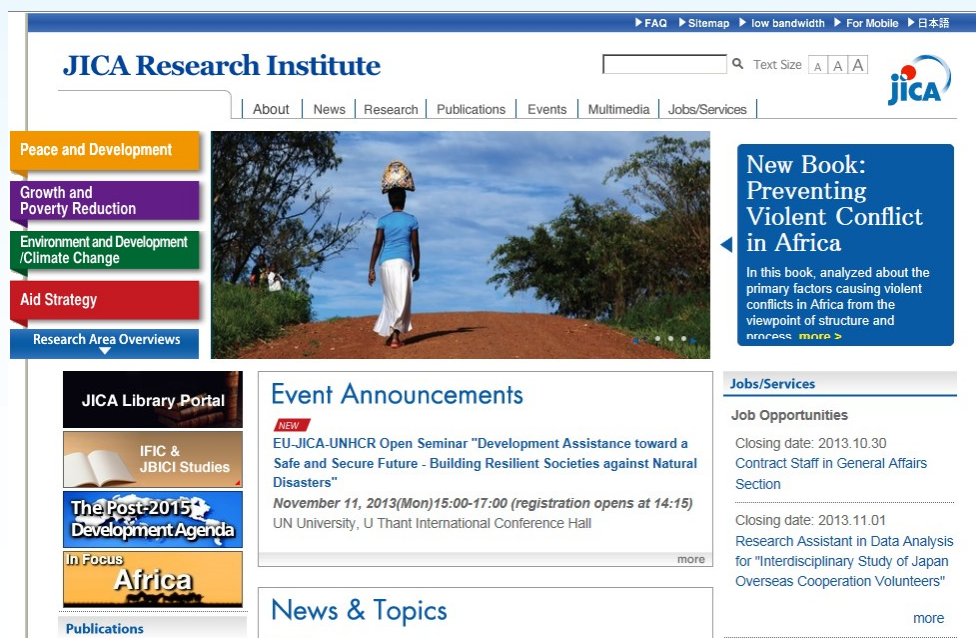 FAQ Sitemap low bandwidth For Mobile 日本語
JICA Research Institute
Text Size A A A
jICA
About News Research Publications Events Multimedia Jobs/Services
Peace and Development
Growth and
Poverty Reduction
Environment and Development
/Climate Change
Aid Strategy
Research Area Overviews
New Book:
Preventing
Violent Conflict
in Africa
In this book, analyzed about the
primary factors causing violent
conflicts in Africa from the
viewpoint of structure and
process. more >
JICA Library Portal
IFIC &
JBICI Studies
The Post-2015
Development Agenda
In Focus
Africa
Publications
Event Announcements
NEW
EU-JICA-UNHCR Open Seminar "Development Assistance toward a
Safe and Secure Future - Building Resilient Societies against Natural
Disasters"
November 11, 2013(Mon)15:00-17:00 (registration opens at 14:15)
UN University, U Thant International Conference Hall
more
News & Topics
Jobs/Services
Job Opportunities
Closing date: 2013.10.30
Contract Staff in General Affairs
Section
Closing date: 2013.11.01
Research Assistant in Data Analysis
for "Interdisciplinary Study of Japan
Overseas Cooperation Volunteers"
more